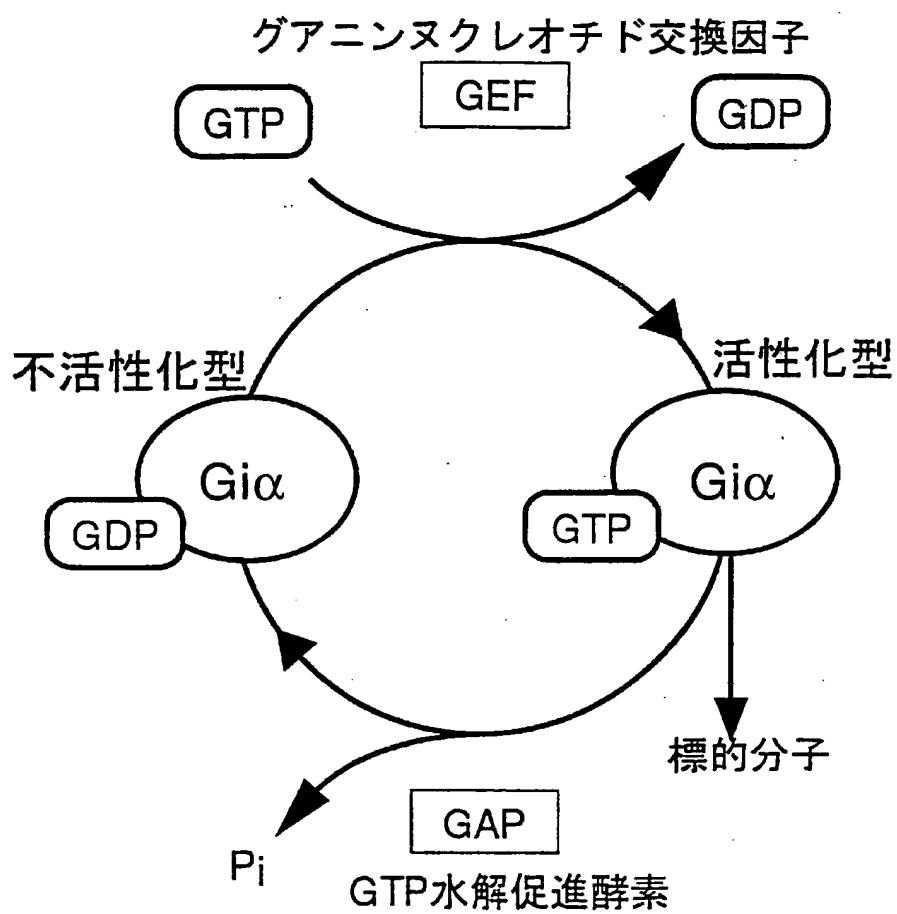 グアニンヌクレオチド交換因子
GEF
GTP
GDP
不活性化型
活性化型
Giα
GDP
Giα
GTP
標的分子
GAP
Pi
GTP水解促進酵素